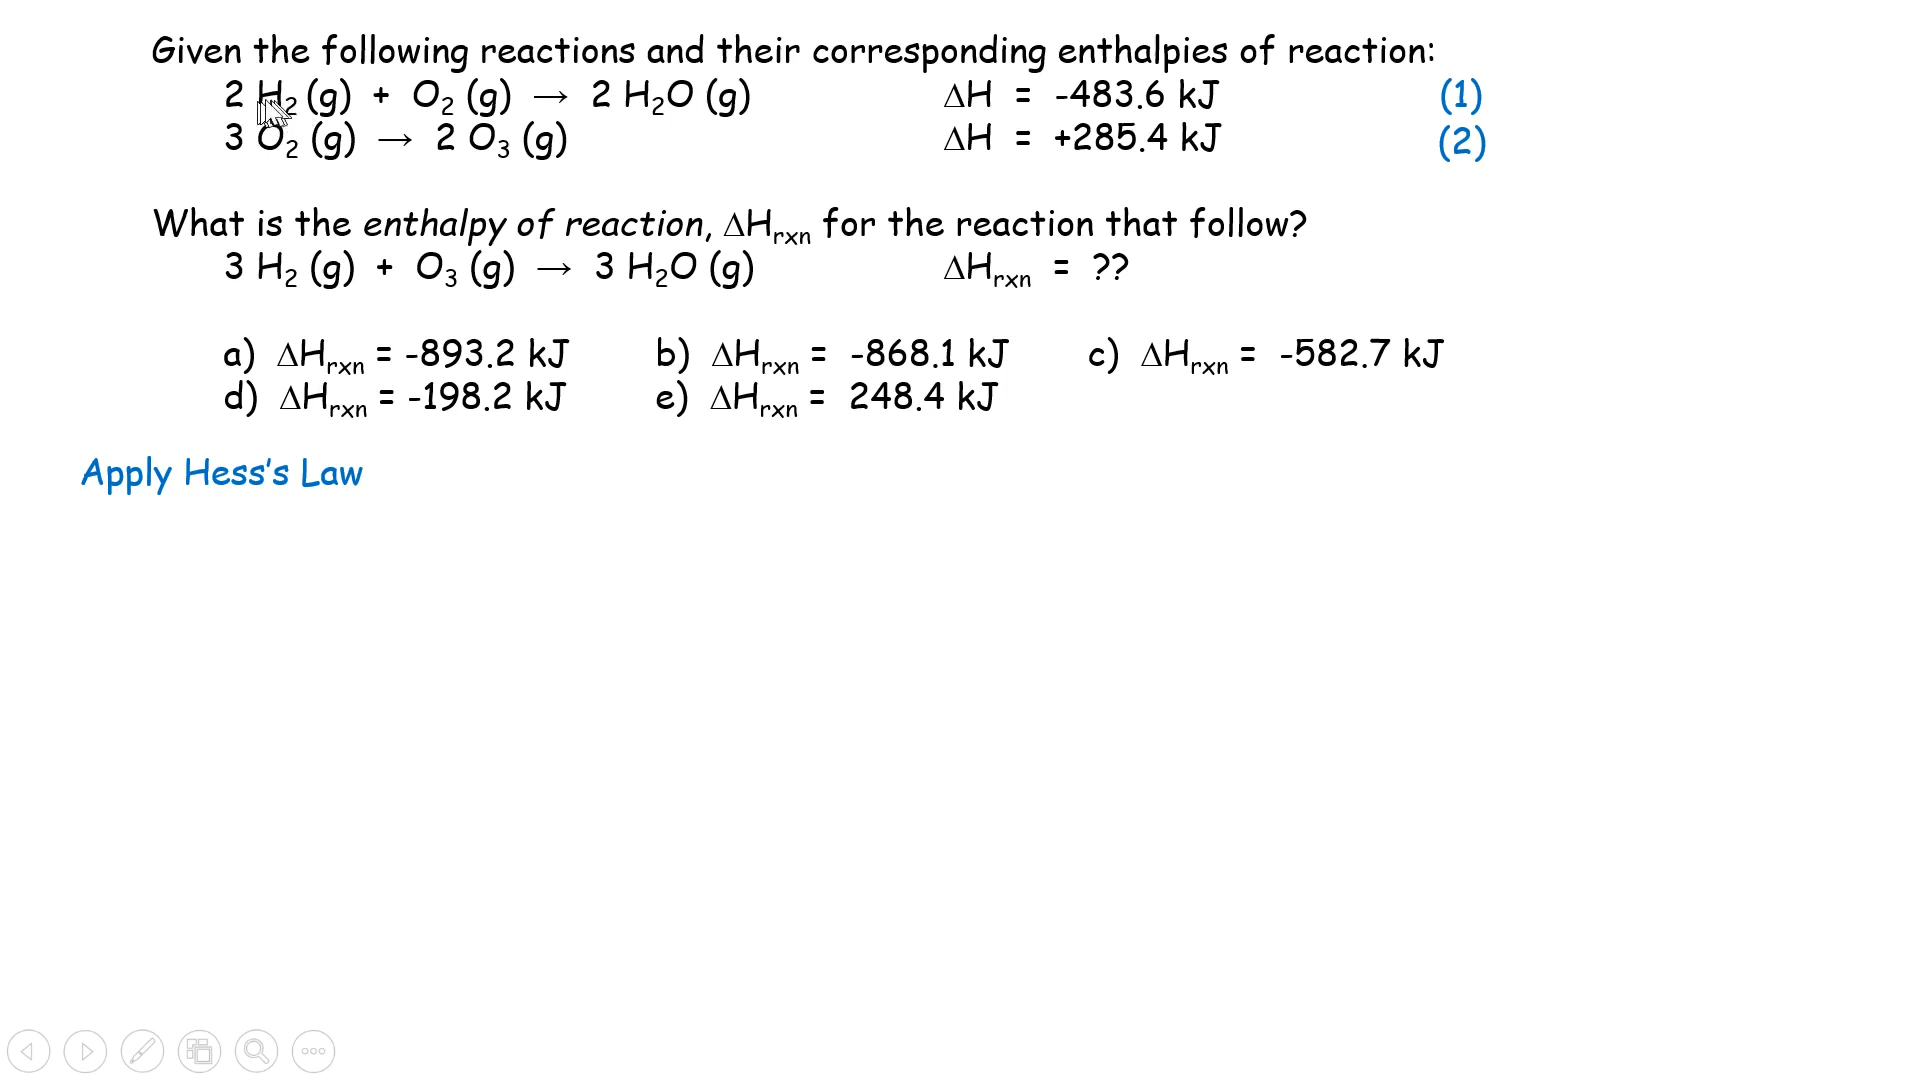 Given the following reactions and their corresponding enthalpies of reaction:
2 H₂ (g) + O₂ (g) → 2 H₂O (g) ΔH = -483.6 kJ (1)
3 O₂ (g) → 2 O₃ (g) ΔH = +285.4 kJ (2)
What is the enthalpy of reaction, ΔHrxn for the reaction that follow?
3 H₂ (g) + O₃ (g) → 3 H₂O (g) ΔHrxn = ??
a) ΔHrxn = -893.2 kJ b) ΔHrxn = -868.1 kJ c) ΔHrxn = -582.7 kJ
d) ΔHrxn = -198.2 kJ e) ΔHrxn = 248.4 kJ
Apply Hess's Law